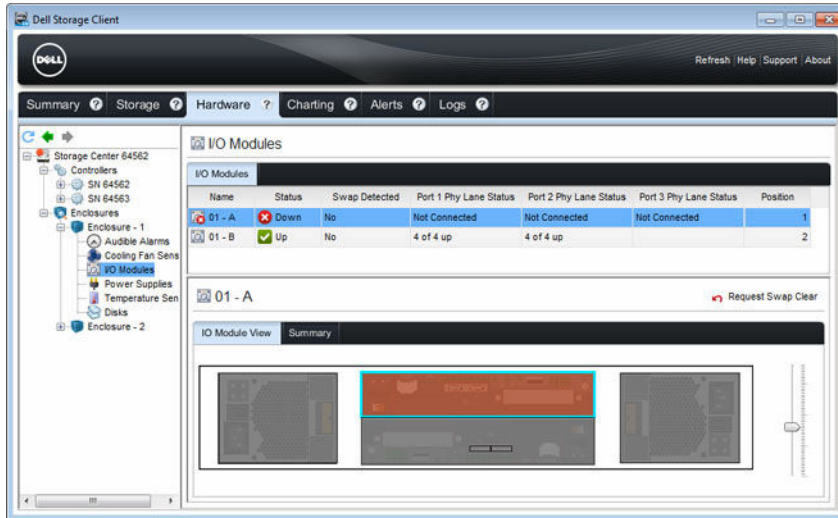 Dell Storage Client
DELL
Refresh | Help | Support | About
Summary ? Storage ? Hardware ? Charting ? Alerts ? Logs ?
Storage Center 64562
Controllers
SN 64562
SN 64563
Enclosures
Enclosure - 1
Audible Alarms
Cooling Fan Sens
I/O Modules
Power Supplies
Temperature Sen
Disks
Enclosure - 2
I/O Modules
I/O Modules
Name Status Swap Detected Port 1 Phy Lane Status Port 2 Phy Lane Status Port 3 Phy Lane Status Position
01 - A Down No Not Connected Not Connected Not Connected 1
01 - B Up No 4 of 4 up 4 of 4 up 2
01 - A
Request Swap Clear
IO Module View Summary